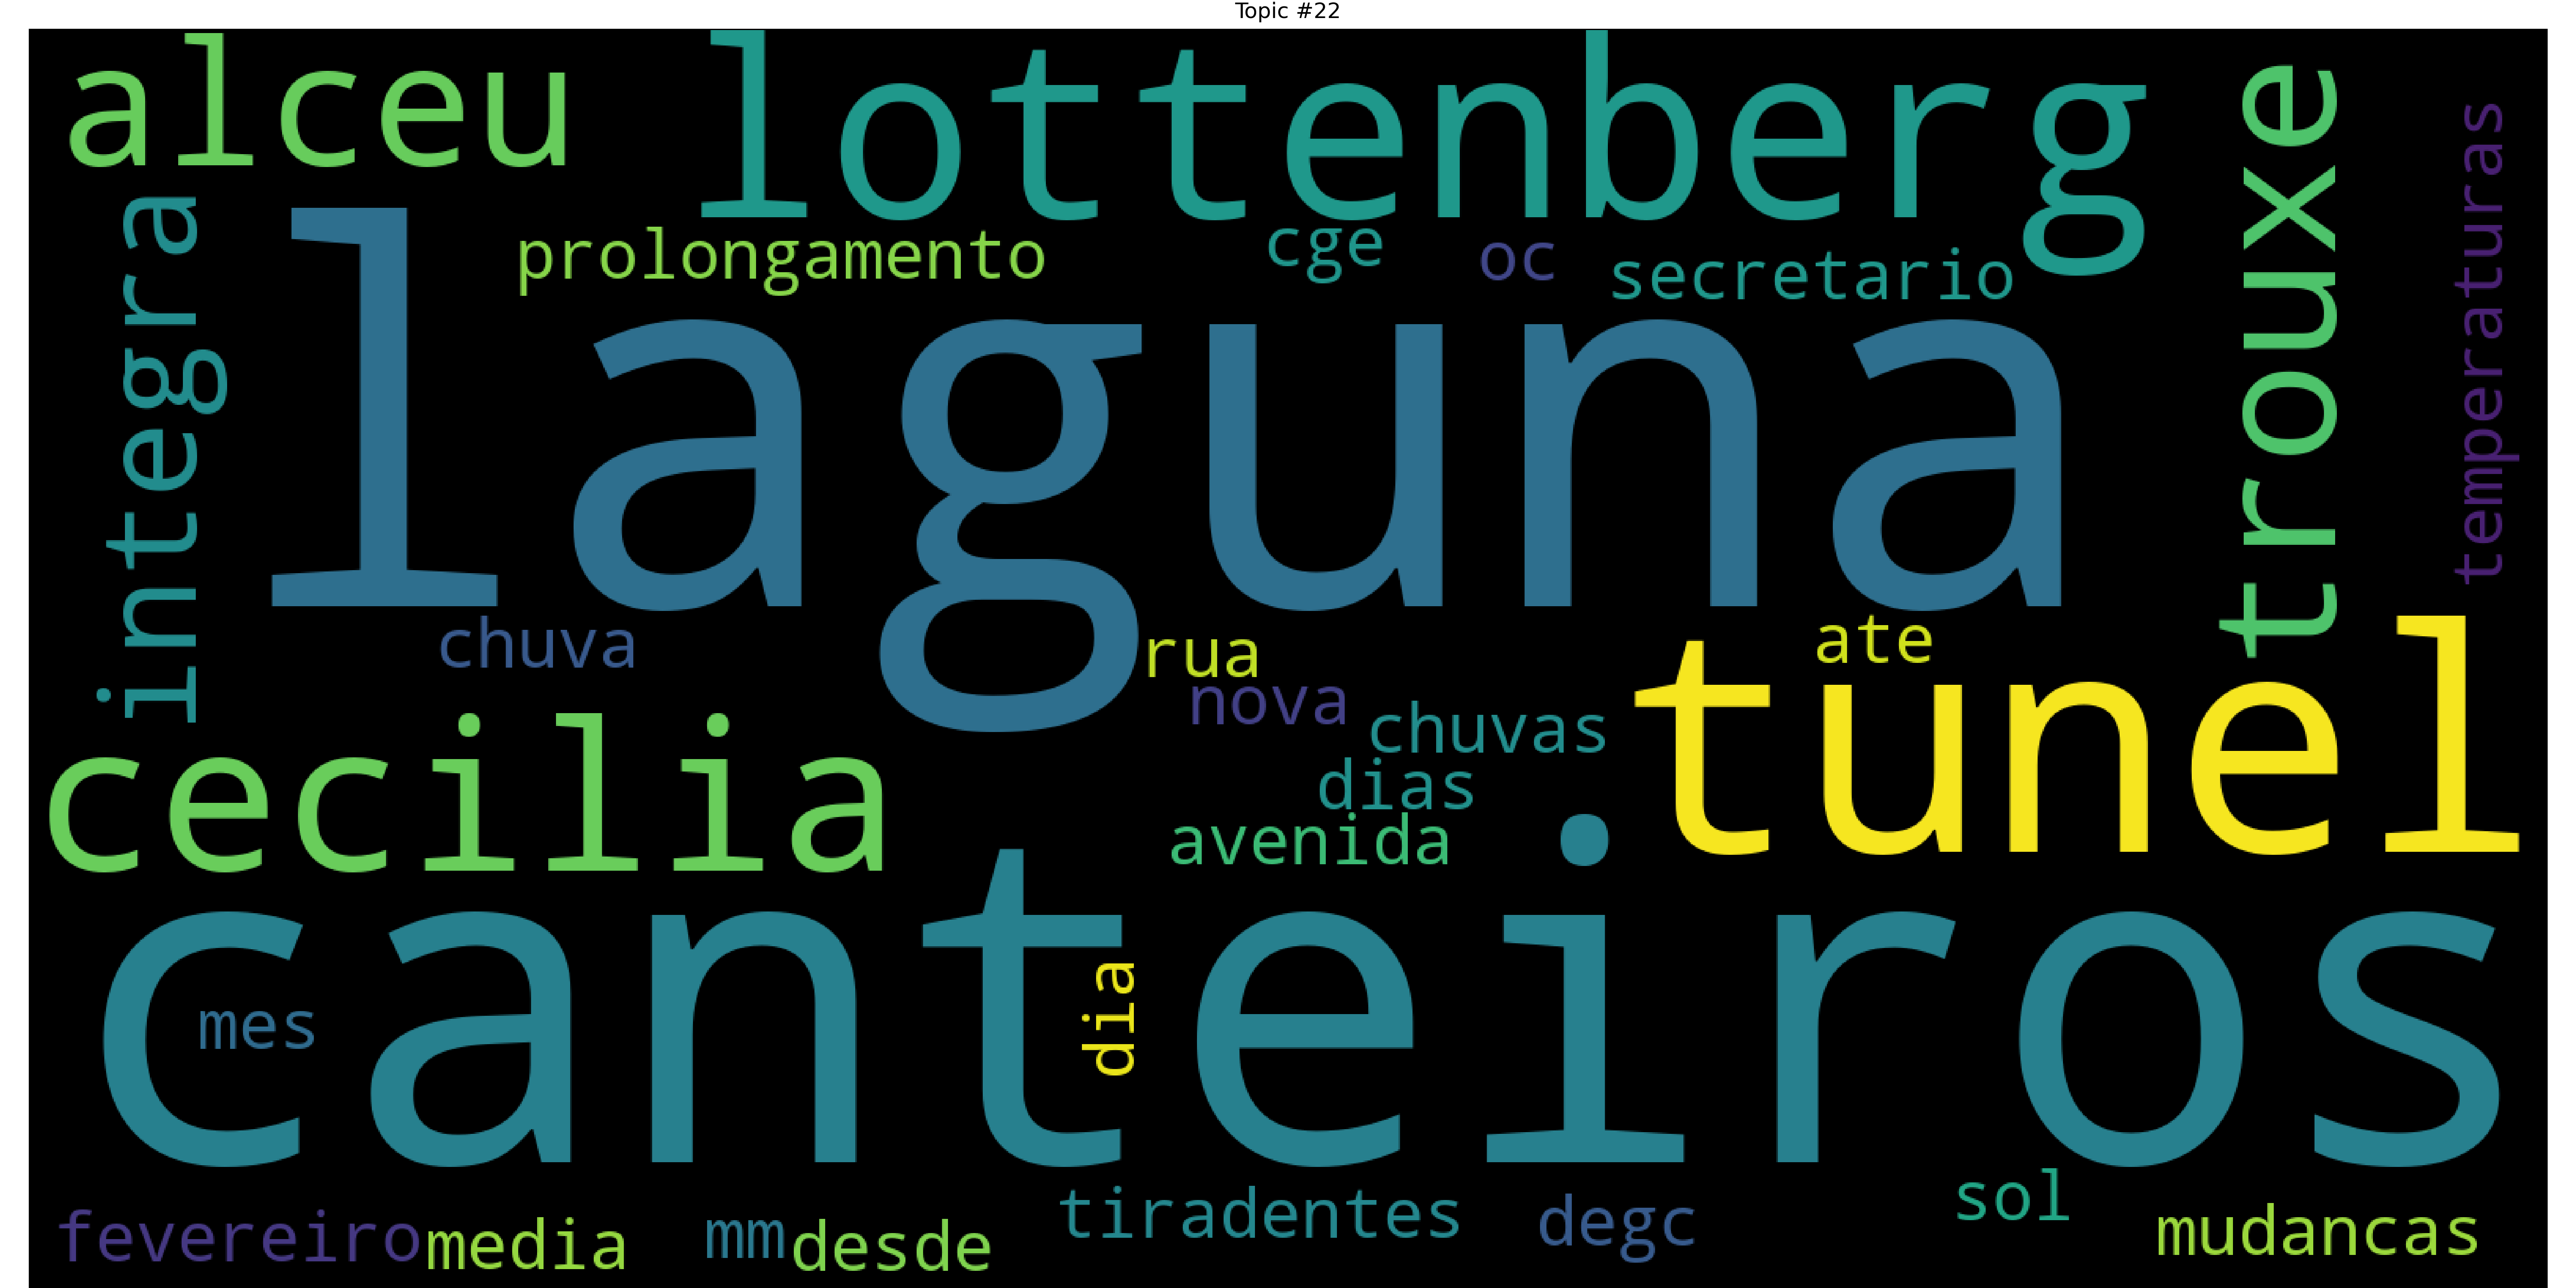 Topic #22
alceu
lottenberg
trouxe
temperaturas
integra
prolongamento
cge
oc
secretario
laguna
chuva
rua
ate
nova
tunel
chuvas
cecilia
dias
avenida
canteiros
mes
dia
fevereiro
media
mm
desde
tiradentes
degc
sol
mudancas